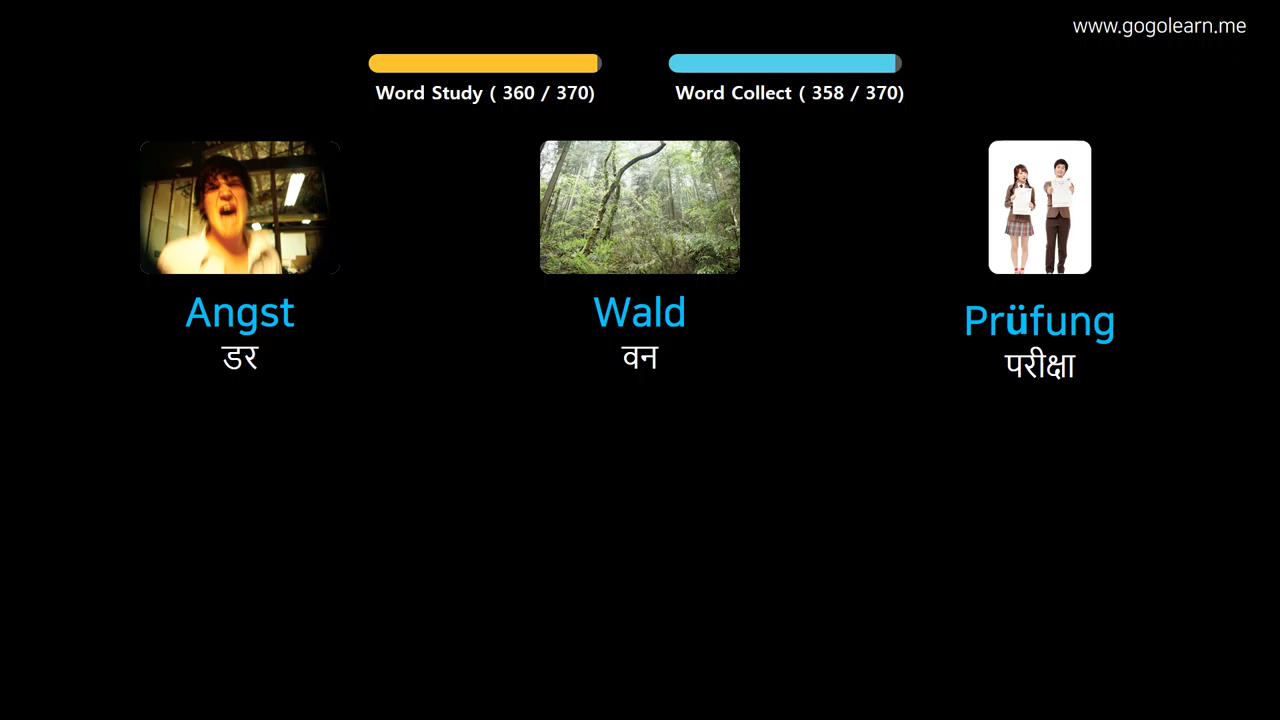 www.gogolearn.me
Word Study ( 360 / 370)
Word Collect ( 358 / 370)
Angst
डर
Wald
वन
Prüfung
परीक्षा